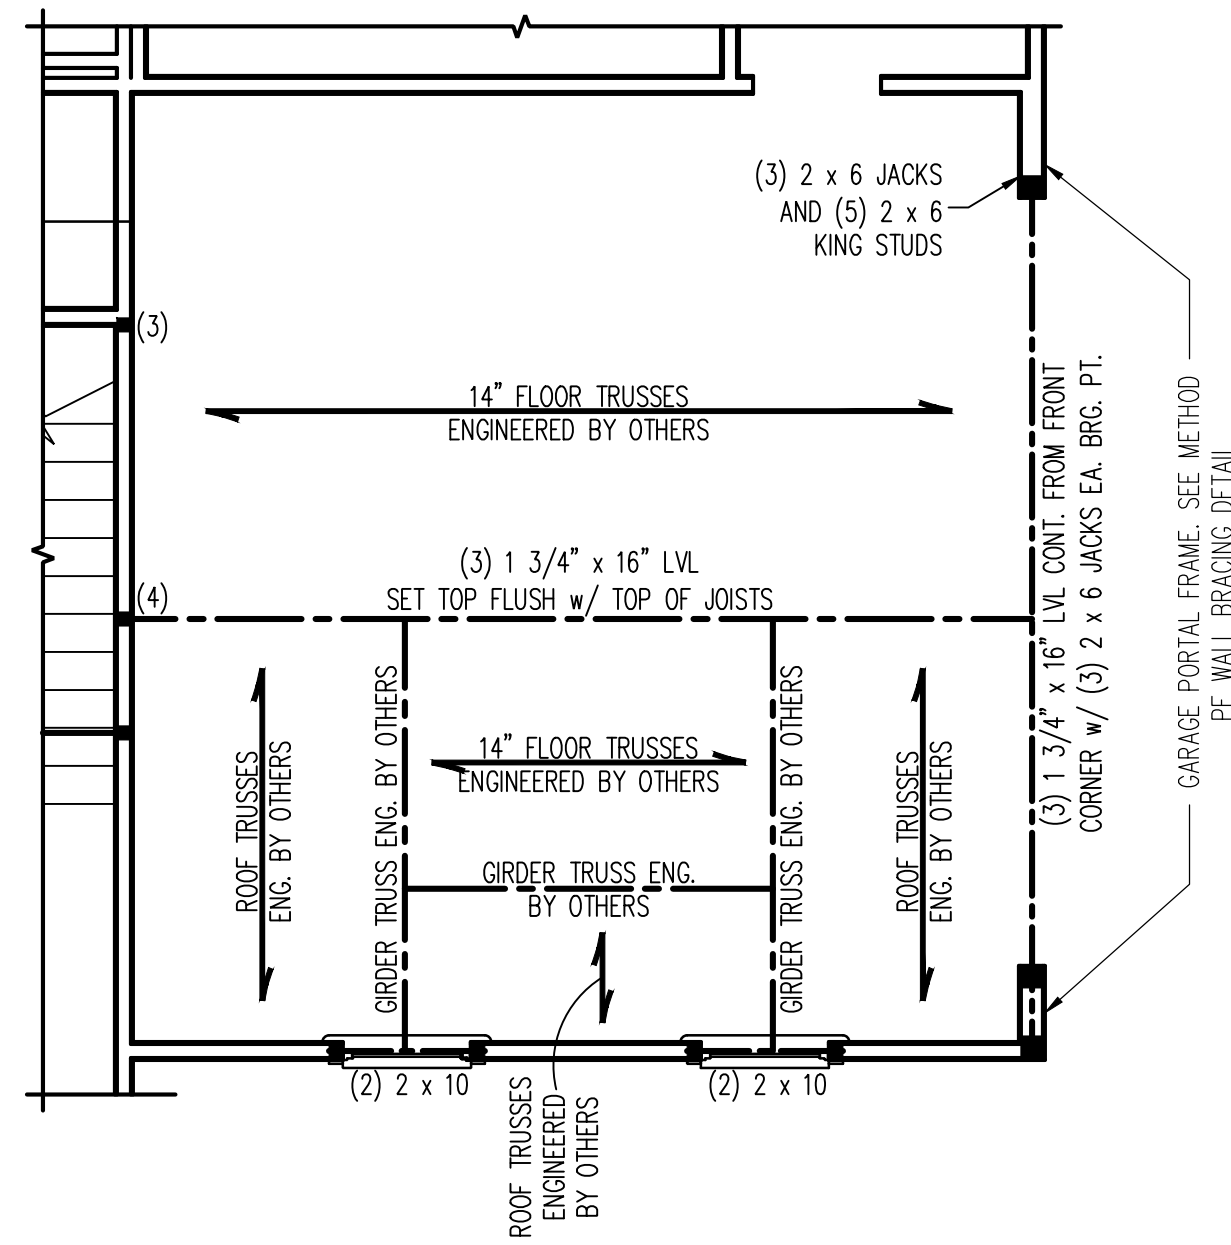 (3) 2 x 6 JACKS
AND (5) 2 x 6
KING STUDS
(3)
14" FLOOR TRUSSES
ENGINEERED BY OTHERS
(3) 1 3/4" x 16" LVL
SET TOP FLUSH w/ TOP OF JOISTS
(4)
(3) 1 3/4" x 16" LVL CONT. FROM FRONT
CORNER w/ (3) 2 x 6 JACKS EA. BRG. PT.
GARAGE PORTAL FRAME. SEE METHOD
PF WALL BRACING DETAIL
ROOF TRUSSES
ENG. BY OTHERS
GIRDER TRUSS ENG. BY OTHERS
14" FLOOR TRUSSES
ENGINEERED BY OTHERS
GIRDER TRUSS ENG.
BY OTHERS
GIRDER TRUSS ENG. BY OTHERS
ROOF TRUSSES
ENG. BY OTHERS
(2) 2 x 10
(2) 2 x 10
ROOF TRUSSES
ENGINEERED
BY OTHERS